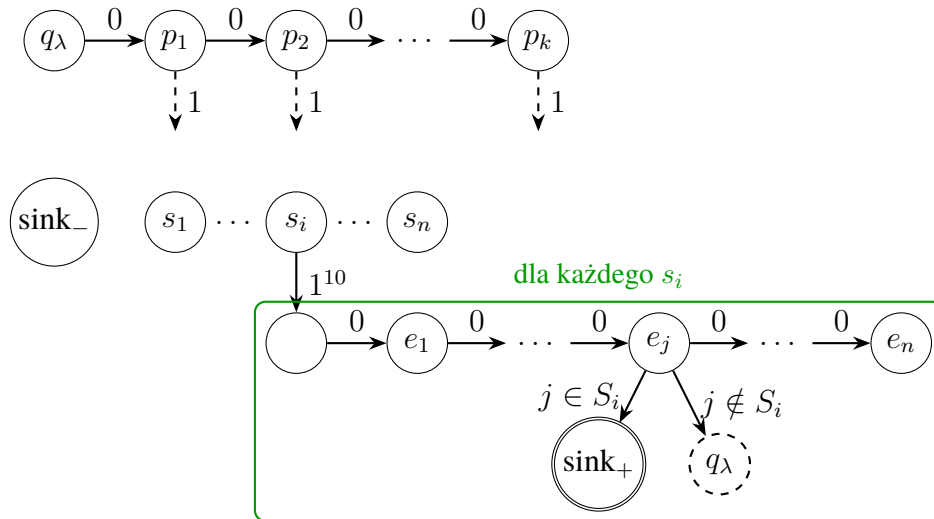 0 0 0 0
q_λ p_1 p_2 ⋯ p_k
1 1 1
sink_− s_1 ⋯ s_i ⋯ s_n
dla każdego s_i
1^{10}
0 0 0 0 0
e_1 ⋯ e_j ⋯ e_n
j ∈ S_i j ∉ S_i
sink_+ q_λ